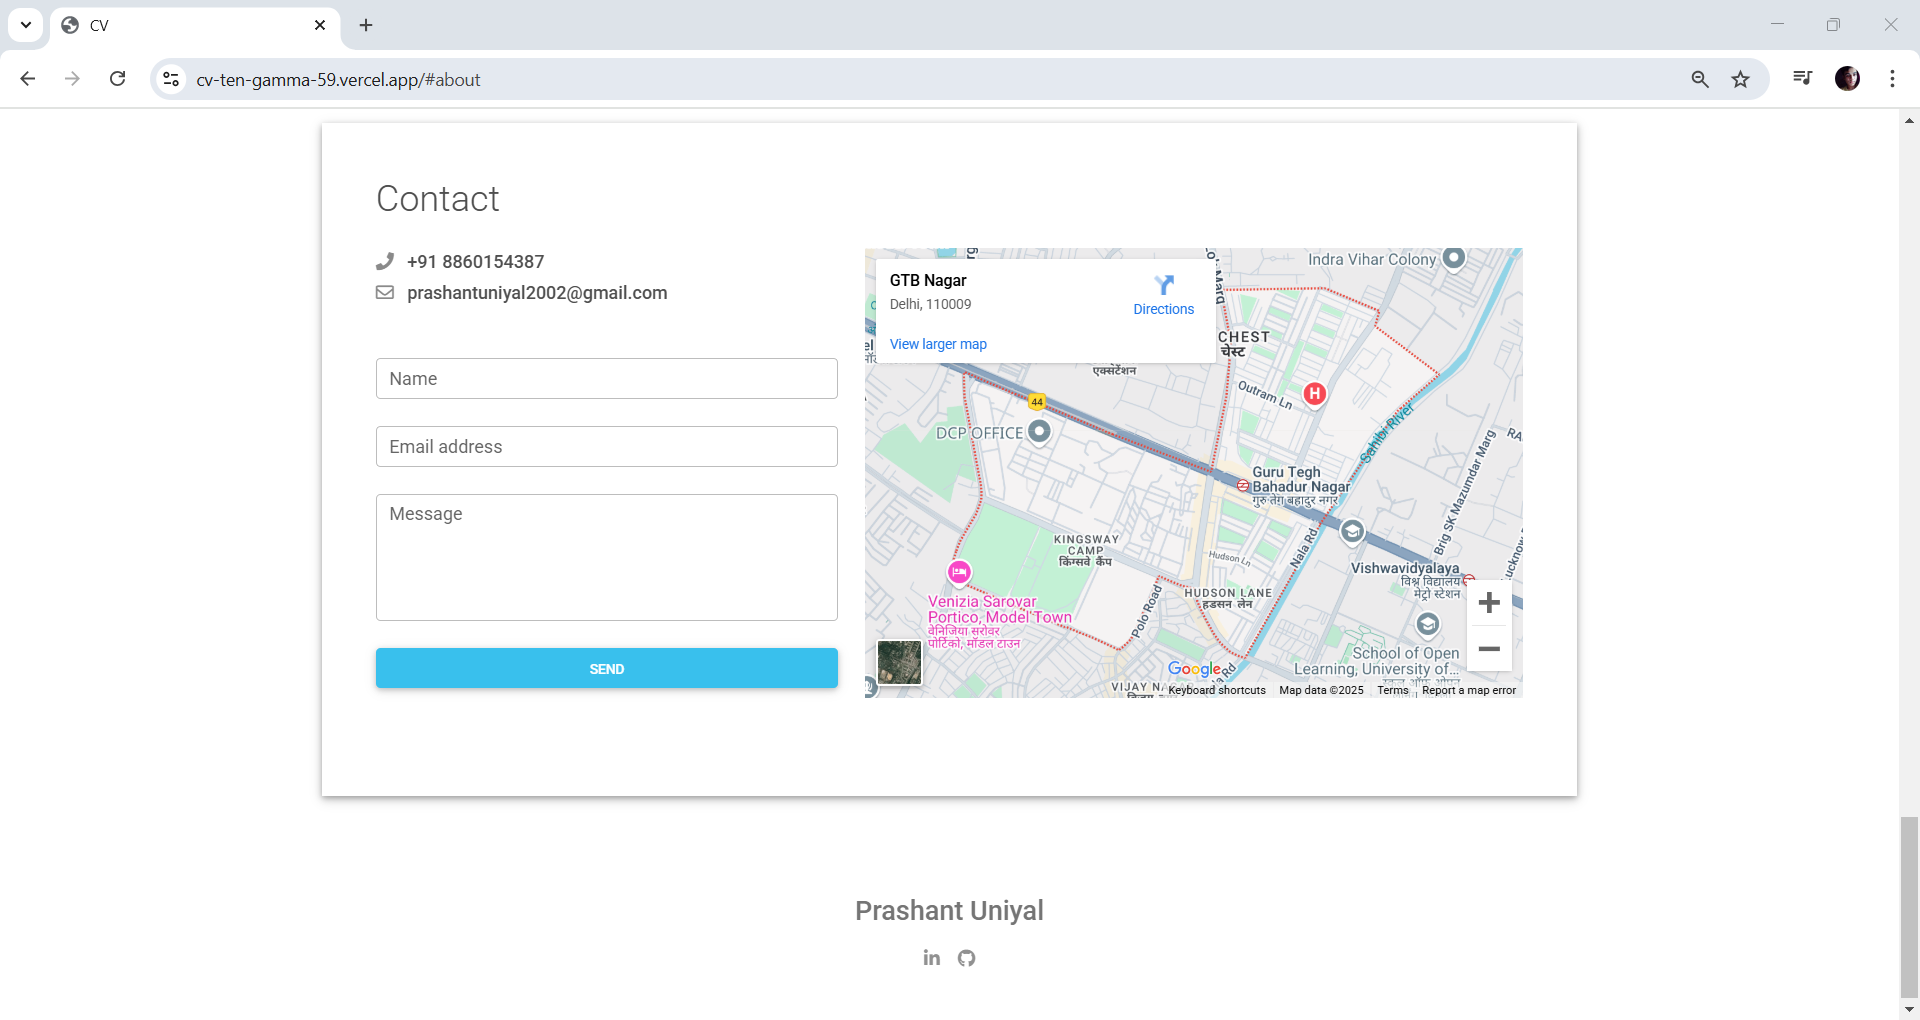 CV
cv-ten-gamma-59.vercel.app/#about
Contact
+91 8860154387
prashantuniyal2002@gmail.com
Name
Email address
Message
SEND
GTB Nagar
Delhi, 110009
Directions
View larger map
Indra Vihar Colony
CHEST
चेस्ट
एक्सटेंशन
Outram Ln
H
44
DCP OFFICE
Sahibi River
Guru Tegh
Bahadur Nagar
गुरु तेग बहादुर नगर
Brig SK Mazumdar Marg
KINGSWAY
CAMP
किंग्सवे कैंप
Hudson Ln
Nala Rd
Vishwavidyalaya
विश्व विद्यालय
मेट्रो स्टेशन
HUDSON LANE
हडसन लेन
Polo Road
Venizia Sarovar
Portico, Model Town
वेनिजिया सरोवर
पोर्टिको, मॉडल टाउन
School of Open
Learning, University of...
Google
Keyboard shortcuts
Map data ©2025
Terms
Report a map error
Prashant Uniyal
in